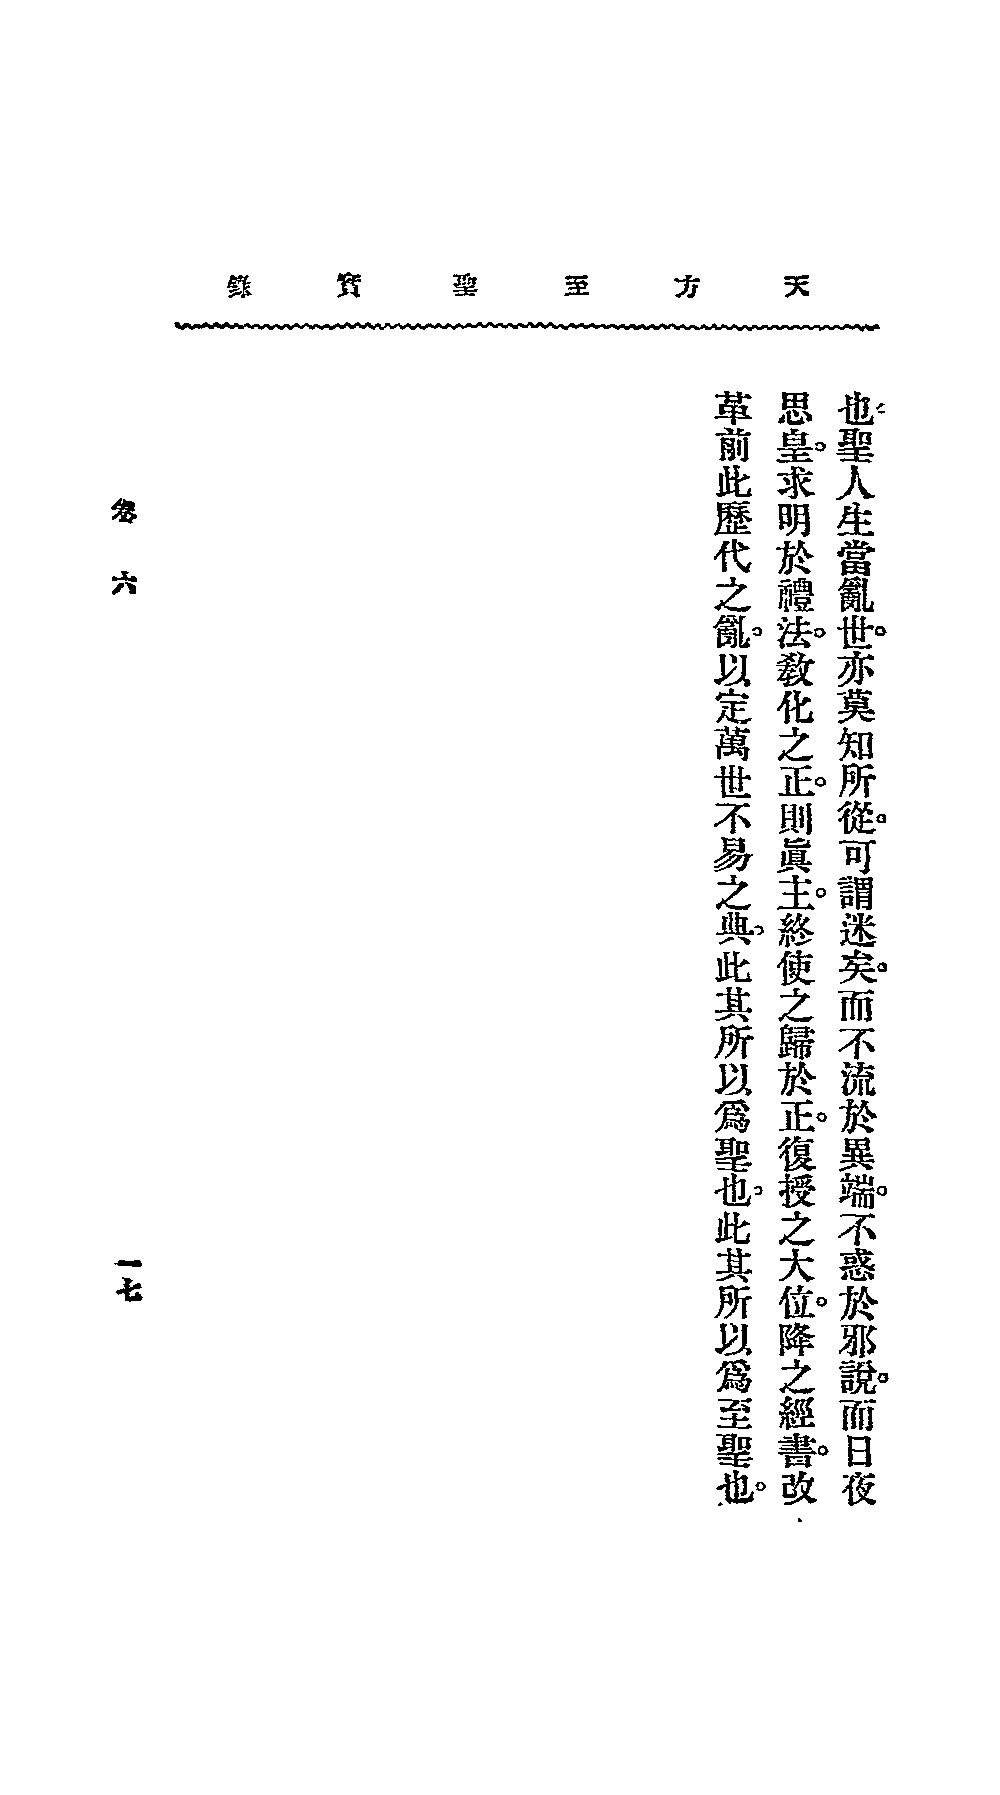 天方至聖實錄
也。聖人生當亂世。亦莫知所從。可謂迷矣。而不流於異端。不惑於邪說。而日夜
思皇。求明於禮法。教化之正。則眞主。終使之歸於正。復授之大位。降之經書。改
革前此歷代之亂。以定萬世不易之典。此其所以爲聖也。此其所以爲至聖也。
卷六
一七